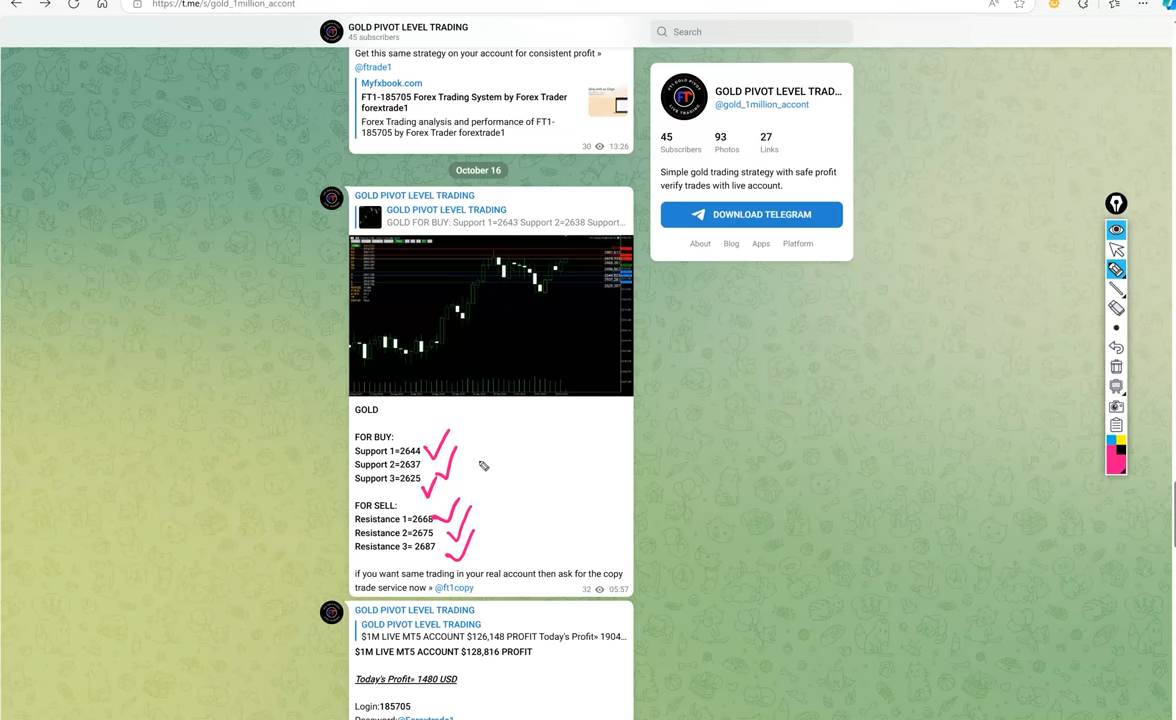 https://t.me/s/gold_1million_accont
GOLD PIVOT LEVEL TRADING
45 subscribers
Search
Get this same strategy on your account for consistent profit »
@ftrade1
Myfxbook.com
FT1-185705 Forex Trading System by Forex Trader
forextrade1
Forex Trading analysis and performance of FT1-
185705 by Forex Trader forextrade1
30 13:26
GOLD PIVOT LEVEL TRAD...
@gold_1million_accont
45 93 27
Subscribers Photos Links
Simple gold trading strategy with safe profit
verify trades with live account.
DOWNLOAD TELEGRAM
About Blog Apps Platform
October 16
GOLD PIVOT LEVEL TRADING
GOLD PIVOT LEVEL TRADING
GOLD FOR BUY: Support 1=2643 Support 2=2638 Support...
GOLD
FOR BUY:
Support 1=2644
Support 2=2637
Support 3=2625
FOR SELL:
Resistance 1=2668
Resistance 2=2675
Resistance 3= 2687
if you want same trading in your real account then ask for the copy
trade service now » @ft1copy
32 05:57
GOLD PIVOT LEVEL TRADING
GOLD PIVOT LEVEL TRADING
$1M LIVE MT5 ACCOUNT $126,148 PROFIT Today's Profit» 1904...
$1M LIVE MT5 ACCOUNT $128,816 PROFIT
Today's Profit» 1480 USD
Login:185705
Password:@Forextrade1